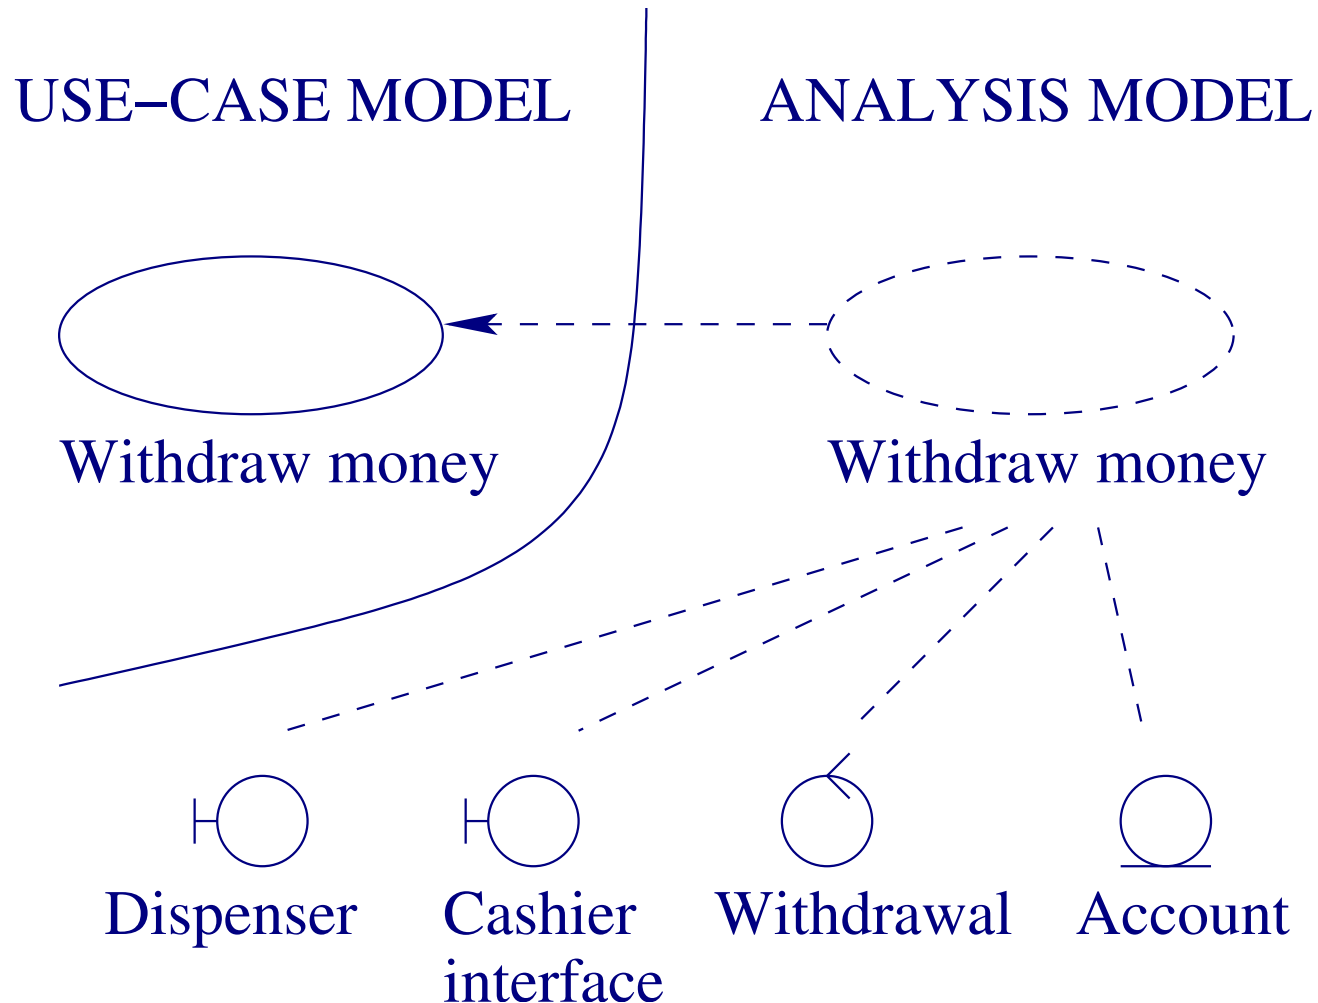 USE–CASE MODEL
ANALYSIS MODEL
Withdraw money
Withdraw money
Dispenser
Cashier
interface
Withdrawal
Account